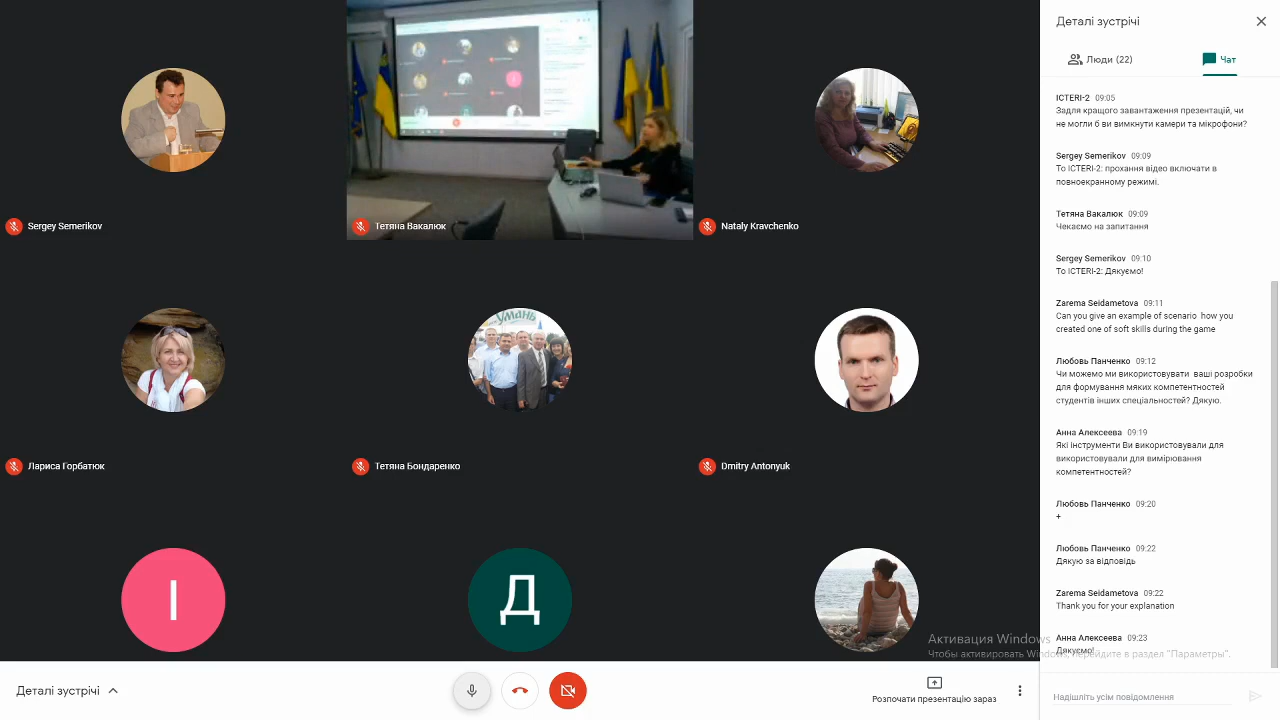 Деталі зустрічі
Люди (22)
Чат
ICTERI-2 09:05
Задля кращого завантаження презентацій, чи
не могли б ви вимкнути камери та мікрофони?
Sergey Semerikov 09:09
To ICTERI-2: прохання відео включати в
повноекранному режимі.
Тетяна Вакалюк 09:09
Чекаємо на запитання
Sergey Semerikov 09:10
To ICTERI-2: Дякуємо!
Zarema Seidametova 09:11
Can you give an example of scenario .how you
created one of soft skills during the game
Любовь Панченко 09:12
Чи можемо ми використовувати ваші розробки
для формування мяких компетентностей
студентів інших спеціальностей? Дякую.
Анна Алексеева 09:19
Які інструменти Ви використовували для
використовували для вимірювання
компетентностей?
Любовь Панченко 09:20
+
Любовь Панченко 09:22
Дякую за відповідь
Zarema Seidametova 09:22
Thank you for your explanation
Анна Алексеева 09:23
Дякуємо!
Надішліть усім повідомлення
Sergey Semerikov
Тетяна Вакалюк
Nataly Kravchenko
Лариса Горбатюк
умань
Тетяна Бондаренко
Dmitry Antonyuk
І
Д
Активация Windows
Чтобы активировать Windows, перейдите в раздел "Параметры".
Деталі зустрічі
Розпочати презентацію зараз